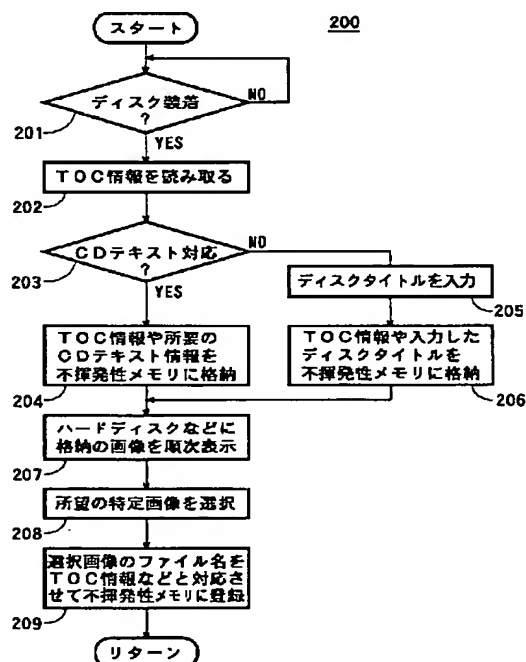 スタート
200
ディスク装着
?
NO
201
YES
TOC情報を読み取る
202
CDテキスト対応
?
NO
203
YES
ディスクタイトルを入力
205
TOC情報や所要の
CDテキスト情報を
不揮発性メモリに格納
204
TOC情報や入力した
ディスクタイトルを
不揮発性メモリに格納
206
ハードディスクなどに
格納の画像を順次表示
207
所望の特定画像を選択
208
選択画像のファイル名を
TOC情報などと対応さ
せて不揮発性メモリに登録
209
リターン